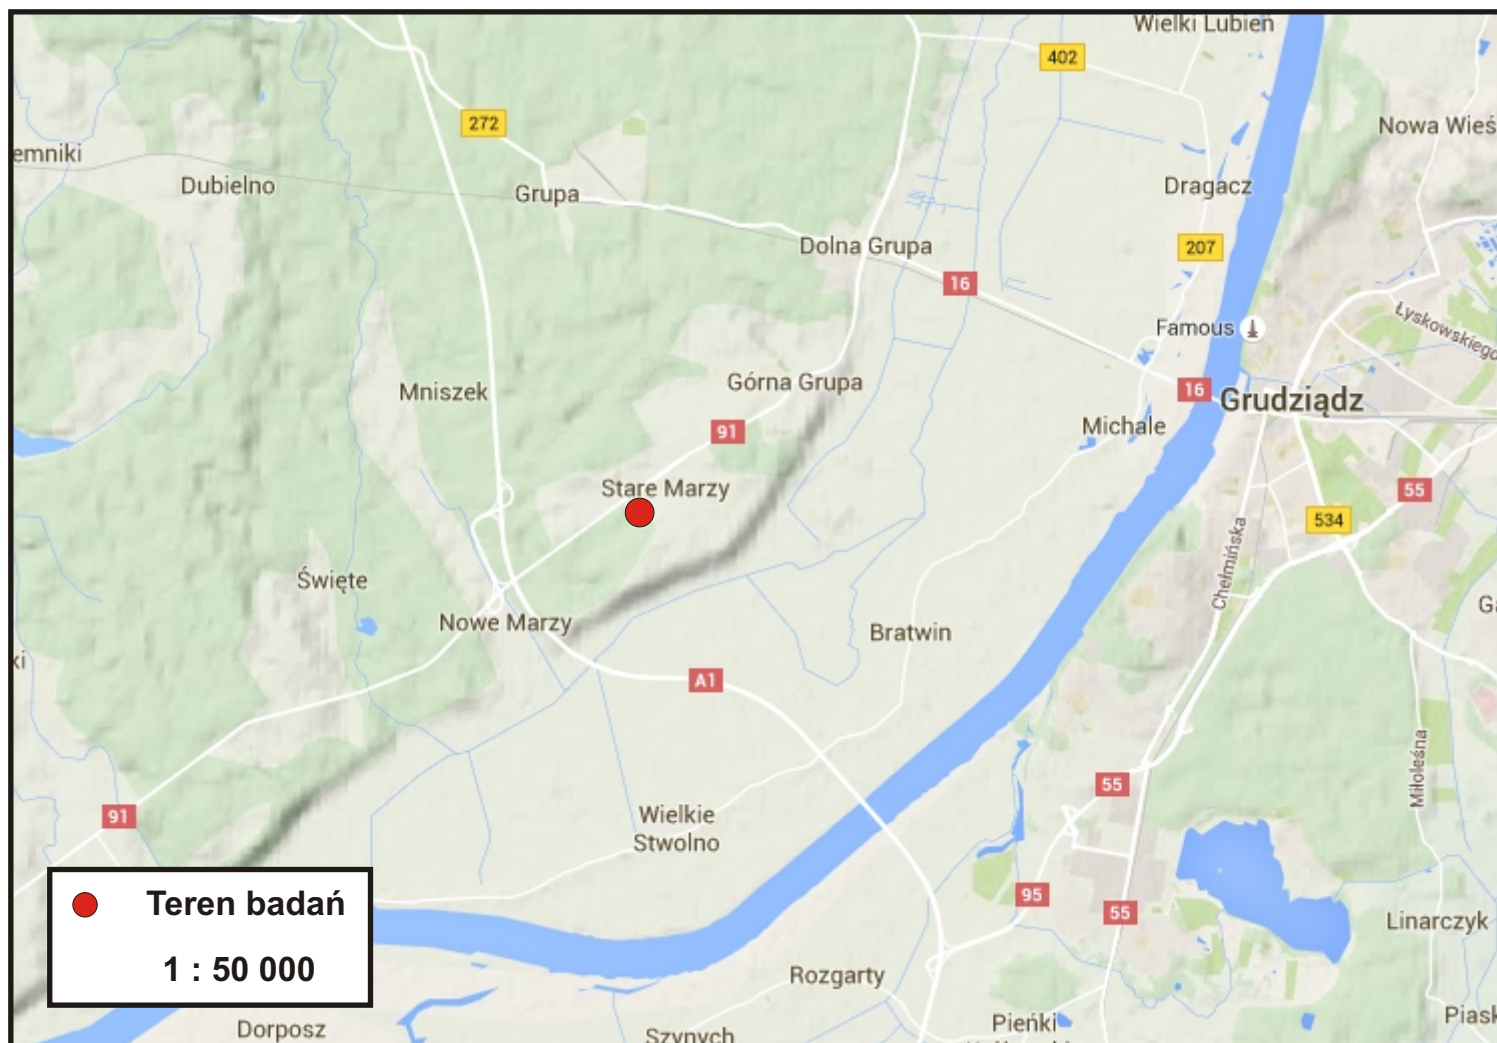 Wielki Lubień
402
272
Nowa Wieś
emniki
Dubielno
Grupa
Dragacz
Dolna Grupa
207
16
Łyskowskiego
Famous
Mniszek
Górna Grupa
16
Grudziądz
91
Michale
Stare Marzy
55
534
Chełmińska
Święte
Nowe Marzy
Bratwin
Ga
ki
A1
Miłoleśna
55
91
Wielkie
Stwolno
95
55
Linarczyk
Teren badań
1 : 50 000
Rozgarty
Piask
Dorposz
Pieńki
Szynych